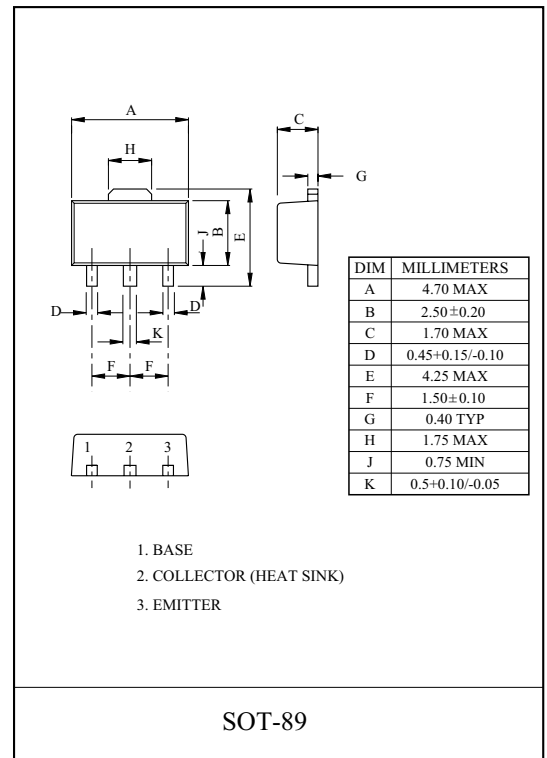 A
H
C
G
J
B
E
D
D
K
F
F
DIM MILLIMETERS
A 4.70 MAX
B 2.50±0.20
C 1.70 MAX
D 0.45+0.15/-0.10
E 4.25 MAX
F 1.50±0.10
G 0.40 TYP
H 1.75 MAX
J 0.75 MIN
K 0.5+0.10/-0.05
1 2 3
1. BASE
2. COLLECTOR (HEAT SINK)
3. EMITTER
SOT-89